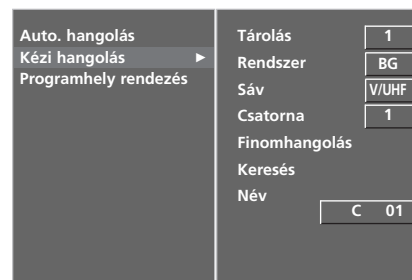 Auto. hangolás
Kézi hangolás ►
Programhely rendezés
Tárolás 1
Rendszer BG
Sáv V/UHF
Csatorna 1
Finomhangolás
Keresés
Név
C 01